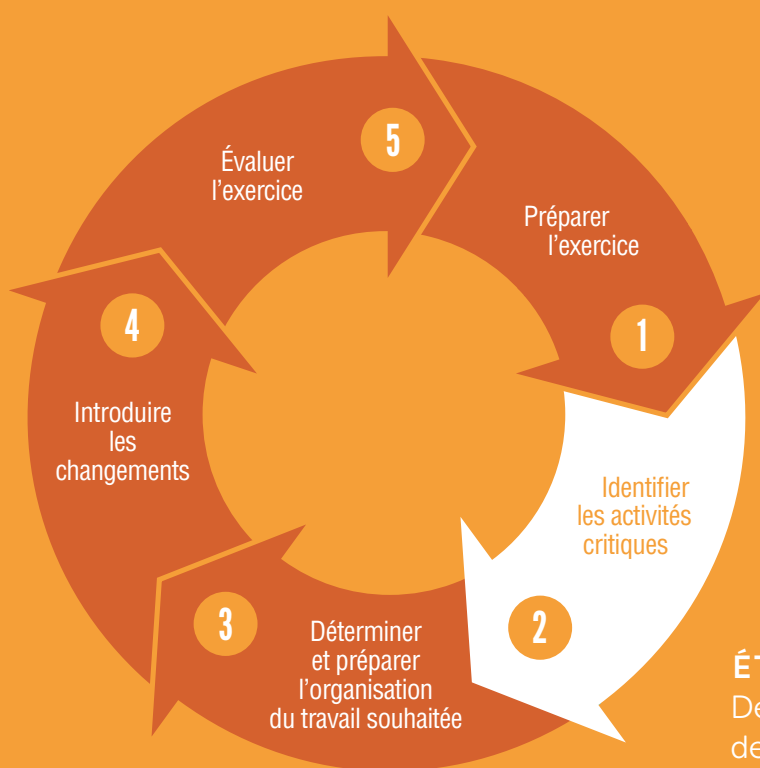 5
Évaluer
l'exercice
Préparer
l'exercice
1
4
Introduire
les
changements
Identifier
les activités
critiques
2
3
Déterminer
et préparer
l'organisation
du travail souhaitée